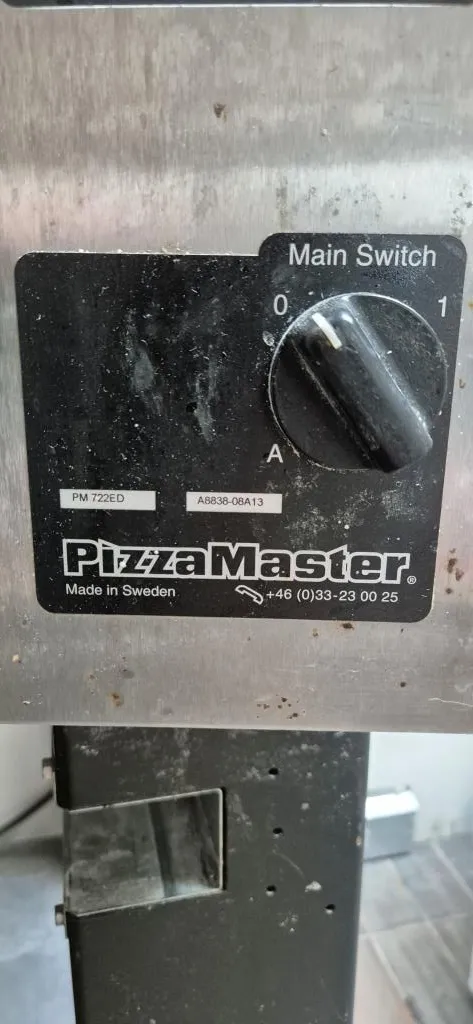 Main Switch
0 1
A
PM 722ED A8838-08A13
PizzaMaster®
Made in Sweden +46 (0)33-23 00 25